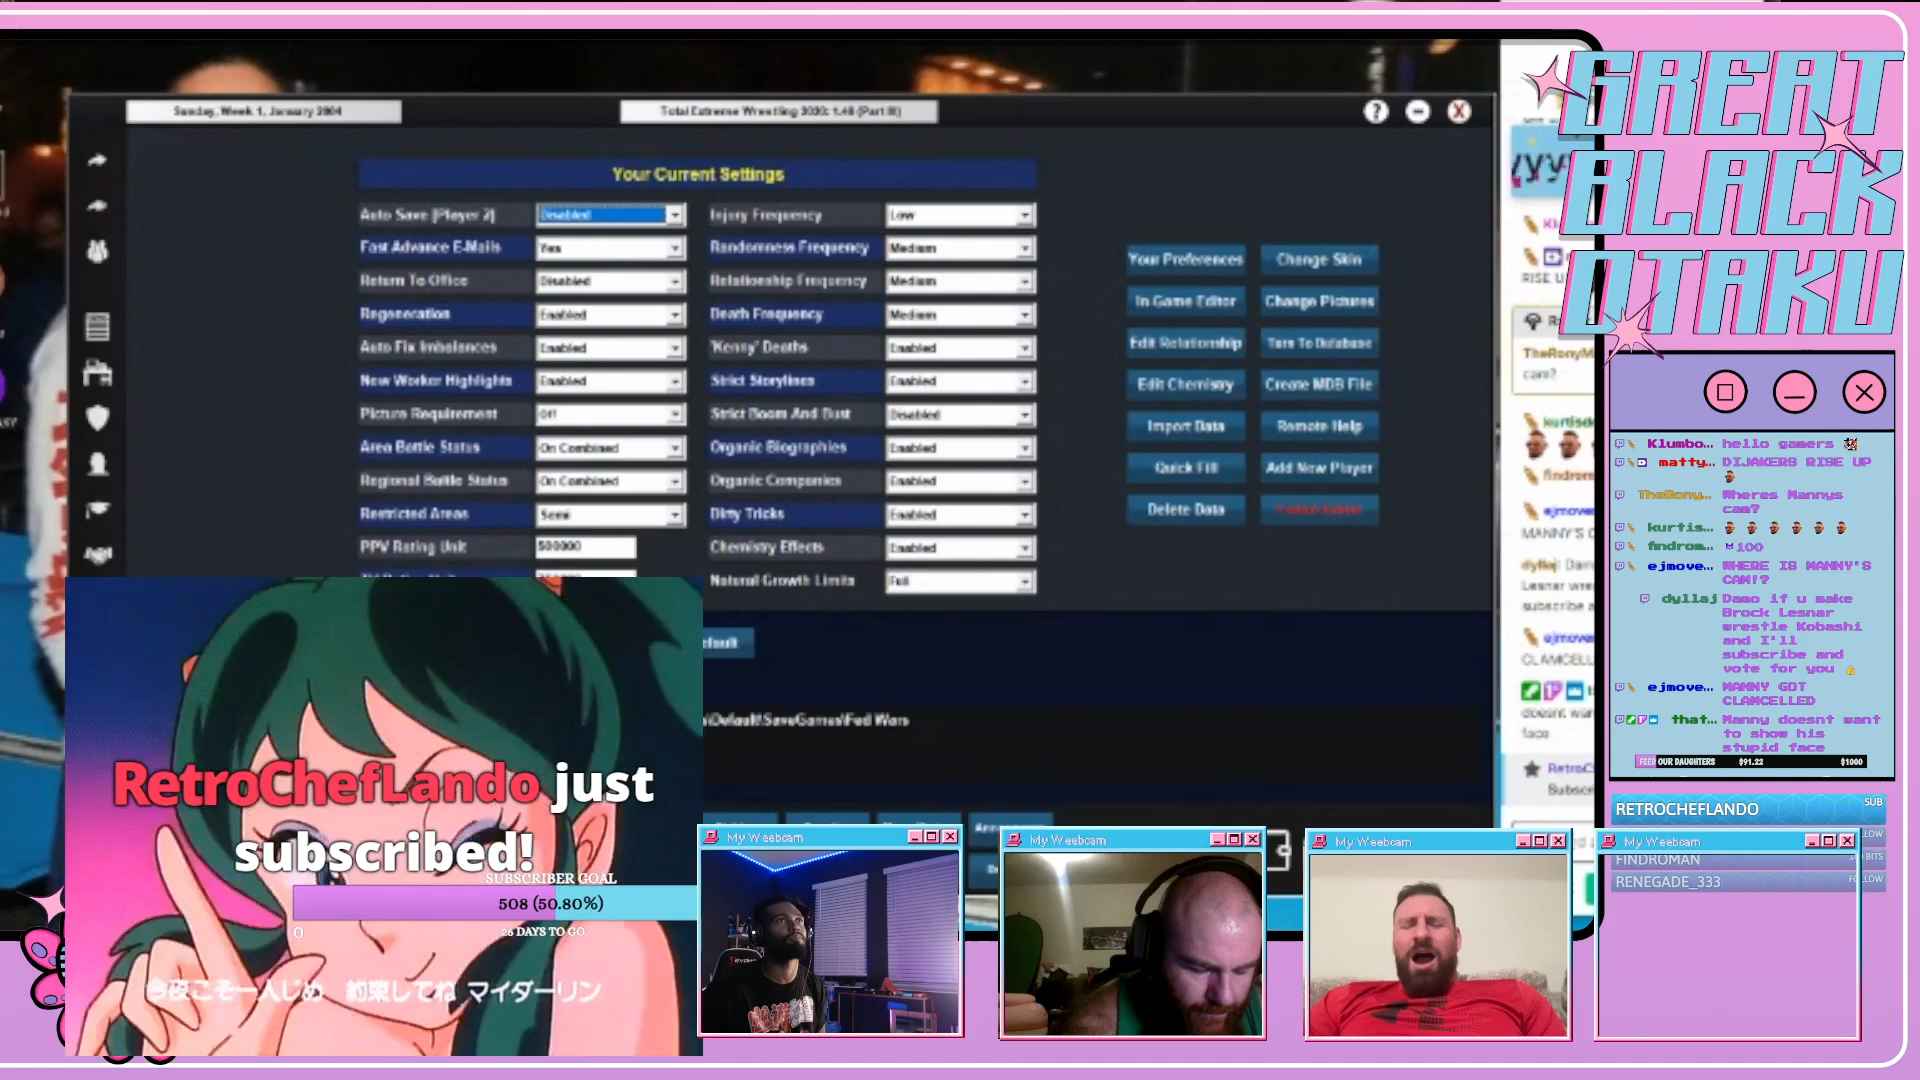 Sunday, Week 1, January 2004
Total Extreme Wrestling 2020: 1.48 (Part III)
Your Current Settings
Auto Save [Player 2] Disabled Injury Frequency Low
Fast Advance E-Mails Yes Randomness Frequency Medium
Return To Office Disabled Relationship Frequency Medium
Regeneration Enabled Death Frequency Medium
Auto Fix Imbalances Enabled 'Kenny' Deaths Enabled
New Worker Highlights Enabled Strict Storylines Enabled
Picture Requirement Off Strict Boom And Bust Disabled
Area Battle Status On Combined Organic Biographies Enabled
Regional Battle Status On Combined Organic Companies Enabled
Restricted Areas Semi Dirty Tricks Enabled
PPV Rating Unit 500000 Chemistry Effects Enabled
Natural Growth Limits Full
Your Preferences Change Skin
In Game Editor Change Pictures
Edit Relationship Turn To Database
Edit Chemistry Create MDB File
Import Data Remote Help
Quick Fill Add New Player
Delete Data
\Default\SaveGames\Fed Wars
RetroChefLando just
subscribed!
SUBSCRIBER GOAL
508 (50.80%)
0
26 DAYS TO GO
今夜こそ一人じめ 約束してね マイダーリン
My Weebcam
My Weebcam
My Weebcam
My Weebcam
GREAT
BLACK
OTAKU
Klumbo... hello gamers
matty... DIJAKERS RISE UP
TheRony... Wheres Mannys
cam?
kurtis...
findrom... 100
ejmove... WHERE IS MANNY'S
CAM!?
dyllaj Damo if u make
Brock Lesnar
wrestle Kobashi
and I'll
subscribe and
vote for you
ejmove... MANNY GOT
CLAMCELLED
that... Manny doesnt want
to show his
stupid face
FEED OUR DAUGHTERS $91.22 $1000
RETROCHEFLANDO SUB
FINDROMAN BITS
RENEGADE_333 FOLLOW